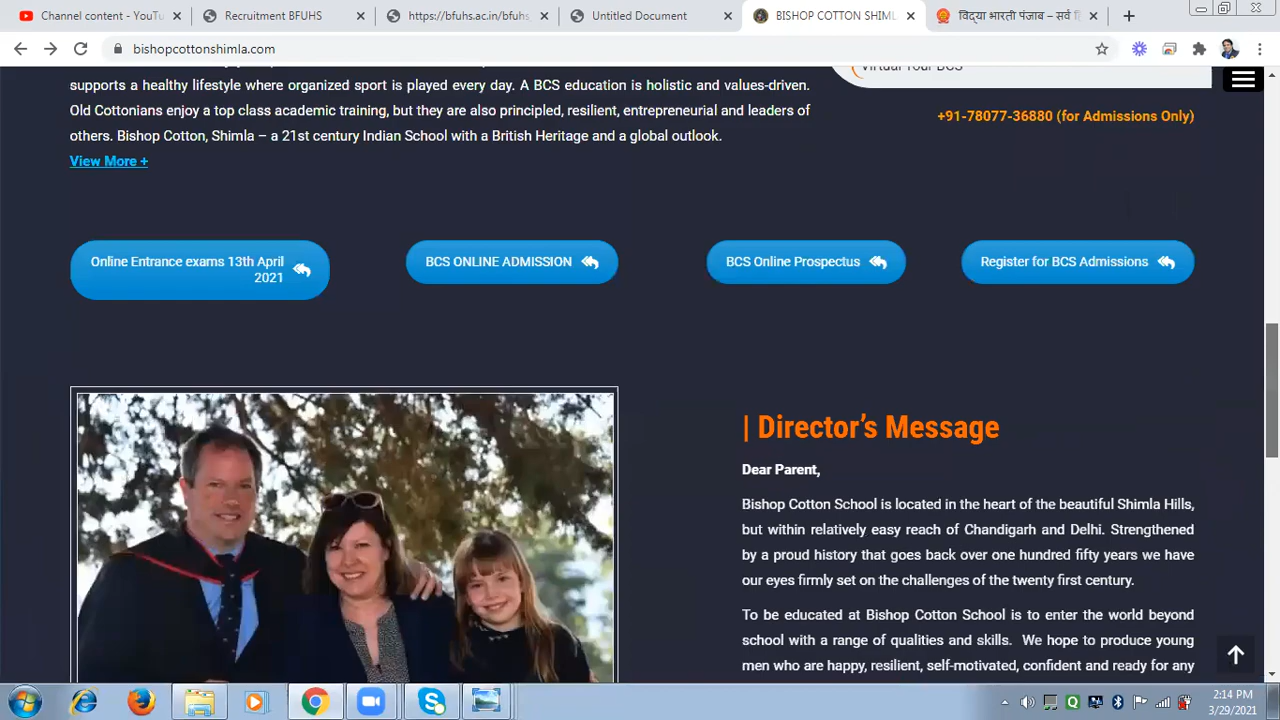 Channel content - YouTu
Recruitment BFUHS
https://bfuhs.ac.in/bfuhs
Untitled Document
BISHOP COTTON SHIML
विद्या भारती पंजाब – सर्व हि
bishopcottonshimla.com
supports a healthy lifestyle where organized sport is played every day. A BCS education is holistic and values-driven.
Old Cottonians enjoy a top class academic training, but they are also principled, resilient, entrepreneurial and leaders of
others. Bishop Cotton, Shimla – a 21st century Indian School with a British Heritage and a global outlook.
View More +
Virtual Tour BCS
+91-78077-36880 (for Admissions Only)
Online Entrance exams 13th April
2021
BCS ONLINE ADMISSION
BCS Online Prospectus
Register for BCS Admissions
| Director's Message
Dear Parent,
Bishop Cotton School is located in the heart of the beautiful Shimla Hills,
but within relatively easy reach of Chandigarh and Delhi. Strengthened
by a proud history that goes back over one hundred fifty years we have
our eyes firmly set on the challenges of the twenty first century.
To be educated at Bishop Cotton School is to enter the world beyond
school with a range of qualities and skills. We hope to produce young
men who are happy, resilient, self-motivated, confident and ready for any
2:14 PM
3/29/2021